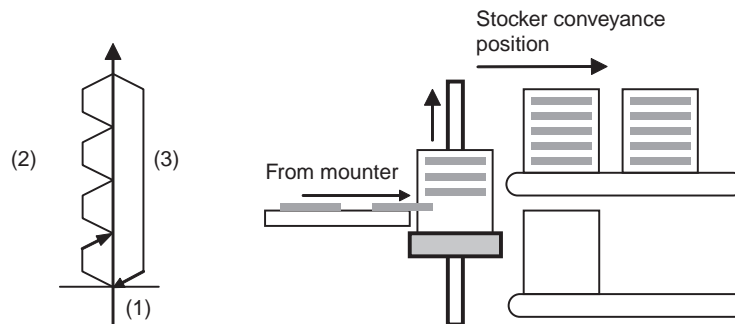 Stocker conveyance
position
(2)
(3)
From mounter
(1)